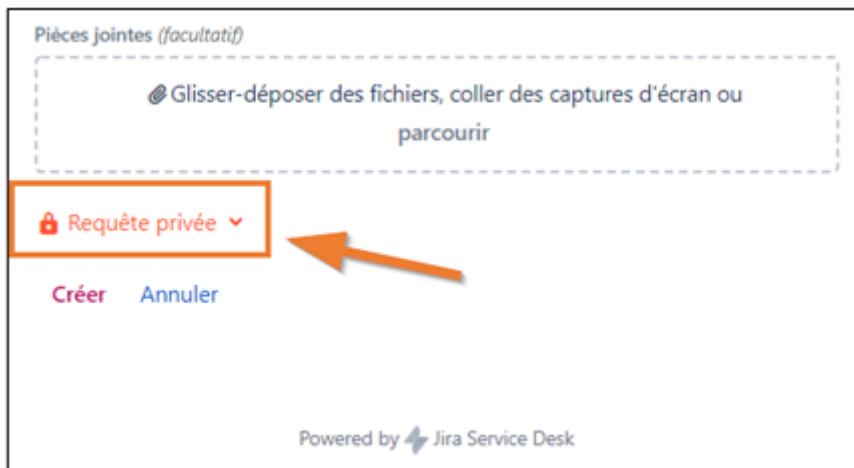 Pièces jointes (facultatif)
Glisser-déposer des fichiers, coller des captures d'écran ou
parcourir
Requête privée
Créer Annuler
Powered by Jira Service Desk